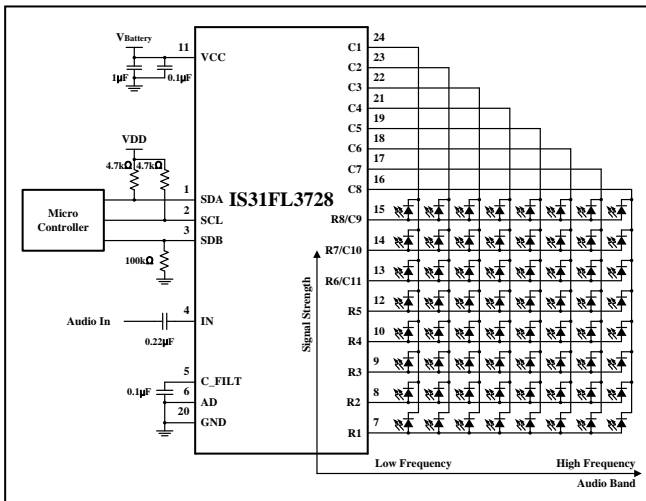 VBattery
11
VCC
1μF
0.1μF
VDD
4.7kΩ
4.7kΩ
Micro
Controller
1
SDA
2
SCL
3
SDB
100kΩ
IS31FL3728
Audio In
0.22μF
4
IN
5
C_FILT
0.1μF
6
AD
20
GND
24
C1
23
C2
22
C3
21
C4
19
C5
18
C6
17
C7
16
C8
15
R8/C9
14
R7/C10
13
R6/C11
12
R5
10
R4
9
R3
8
R2
7
R1
Signal Strength
Low Frequency
High Frequency
Audio Band